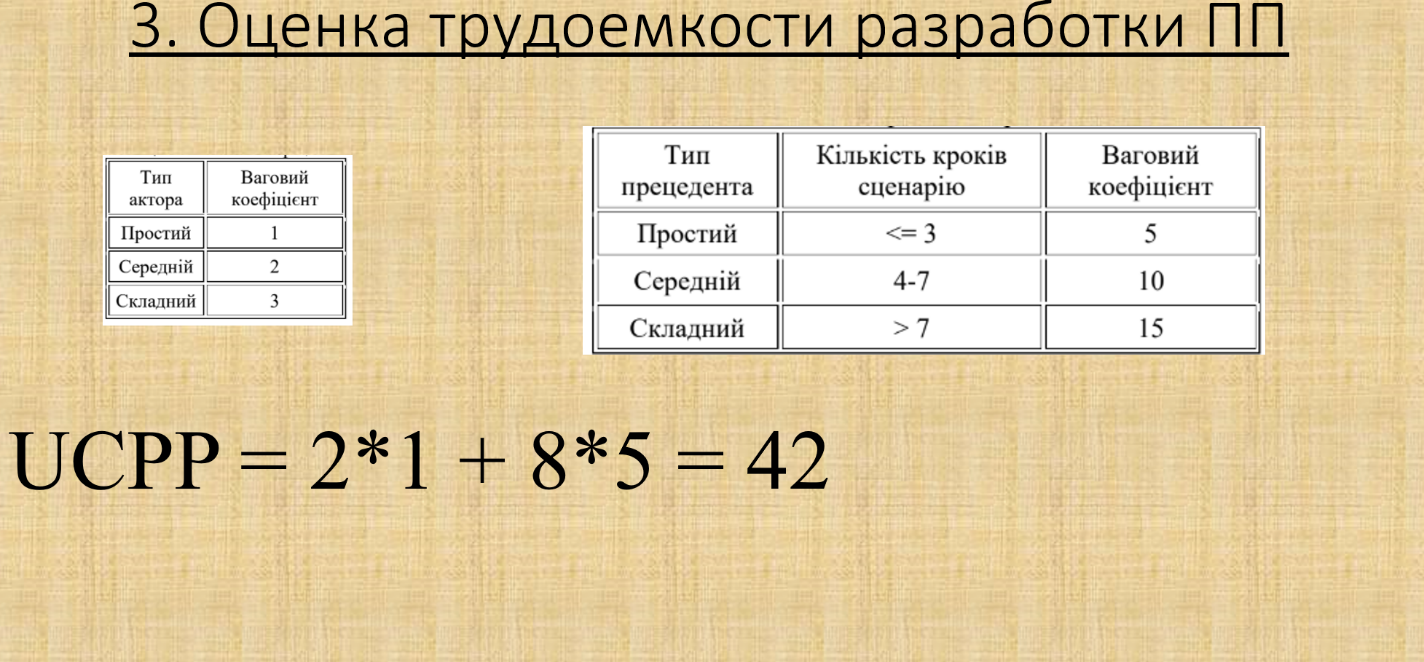 3. Оценка трудоемкости разработки ПП
Тип актора Ваговий коефіцієнт
Простий 1
Середній 2
Складний 3
Тип прецедента Кількість кроків сценарію Ваговий коефіцієнт
Простий <= 3 5
Середній 4-7 10
Складний > 7 15
UCPP = 2*1 + 8*5 = 42